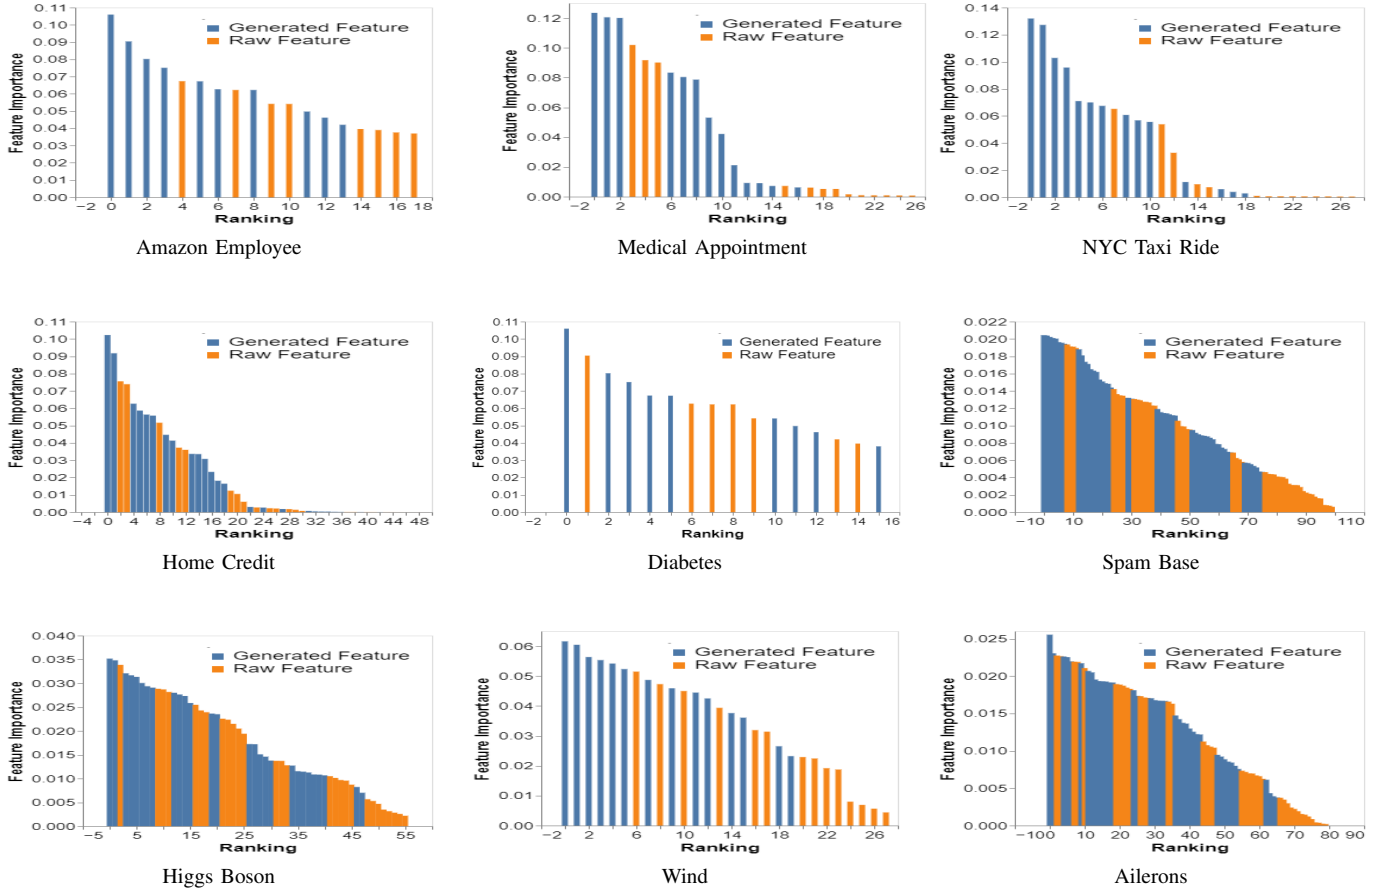 0.11
0.10
0.09
0.08
0.07
0.06
0.05
0.04
0.03
0.02
0.01
0.00
Feature Importance
Generated Feature
Raw Feature
−2 0 2 4 6 8 10 12 14 16 18
Ranking
Amazon Employee
0.12
0.10
0.08
0.06
0.04
0.02
0.00
Feature Importance
Generated Feature
Raw Feature
−2 2 6 10 14 18 22 26
Ranking
Medical Appointment
0.14
0.12
0.10
0.08
0.06
0.04
0.02
0.00
Feature Importance
Generated Feature
Raw Feature
−2 2 6 10 14 18 22 26
Ranking
NYC Taxi Ride
0.11
0.10
0.09
0.08
0.07
0.06
0.05
0.04
0.03
0.02
0.01
0.00
Feature Importance
Generated Feature
Raw Feature
−4 0 4 8 12 16 20 24 28 32 36 40 44 48
Ranking
Home Credit
0.11
0.10
0.09
0.08
0.07
0.06
0.05
0.04
0.03
0.02
0.01
0.00
Feature Importance
Generated Feature
Raw Feature
−2 0 2 4 6 8 10 12 14 16
Ranking
Diabetes
0.022
0.020
0.018
0.016
0.014
0.012
0.010
0.008
0.006
0.004
0.002
0.000
Feature Importance
Generated Feature
Raw Feature
−10 10 30 50 70 90 110
Ranking
Spam Base
0.040
0.035
0.030
0.025
0.020
0.015
0.010
0.005
0.000
Feature Importance
Generated Feature
Raw Feature
−5 5 15 25 35 45 55
Ranking
Higgs Boson
0.06
0.05
0.04
0.03
0.02
0.01
0.00
Feature Importance
Generated Feature
Raw Feature
−2 2 6 10 14 18 22 26
Ranking
Wind
0.025
0.020
0.015
0.010
0.005
0.000
Feature Importance
Generated Feature
Raw Feature
−10 0 10 20 30 40 50 60 70 80 90
Ranking
Ailerons